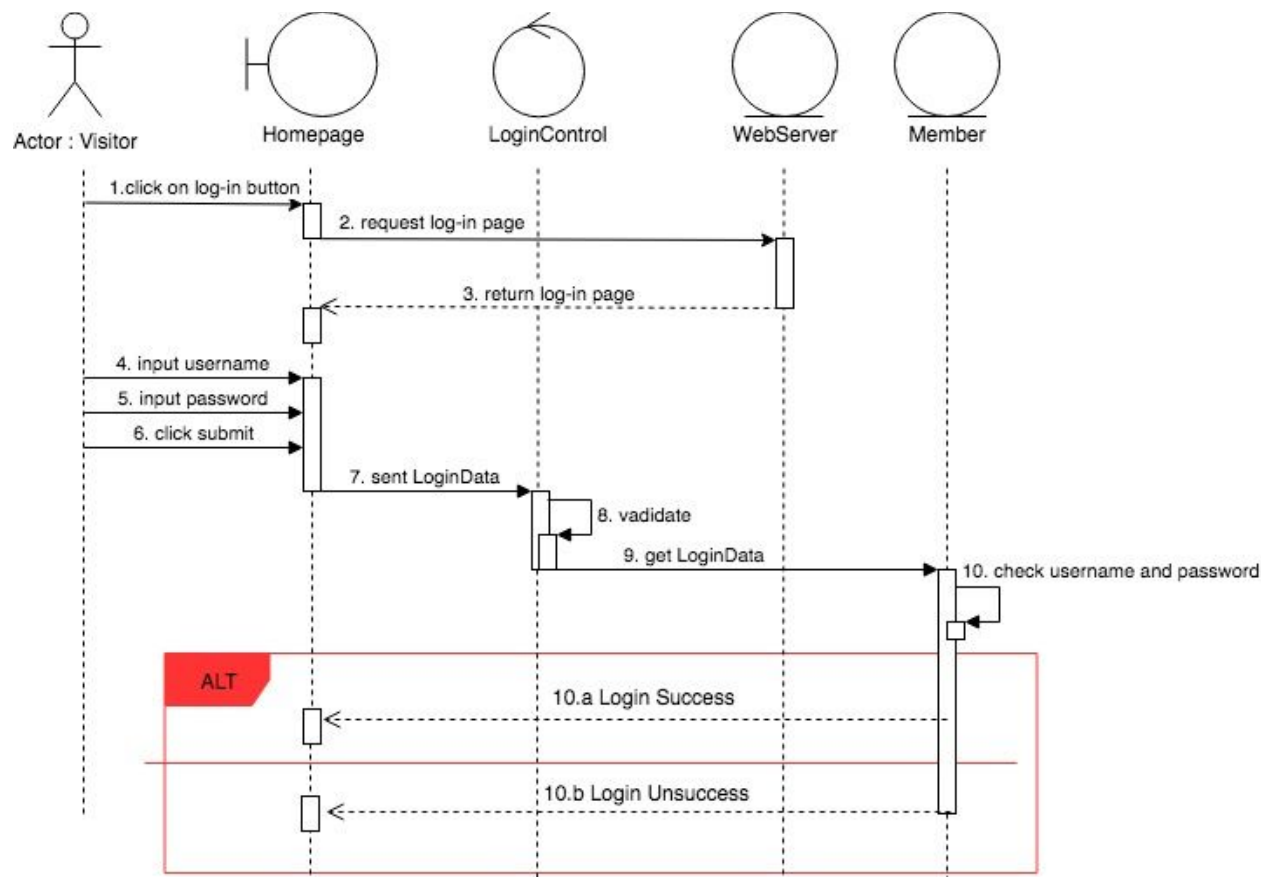 Actor : Visitor
Homepage
LoginControl
WebServer
Member
1.click on log-in button
2. request log-in page
3. return log-in page
4. input username
5. input password
6. click submit
7. sent LoginData
8. vadidate
9. get LoginData
10. check username and password
ALT
10.a Login Success
10.b Login Unsuccess